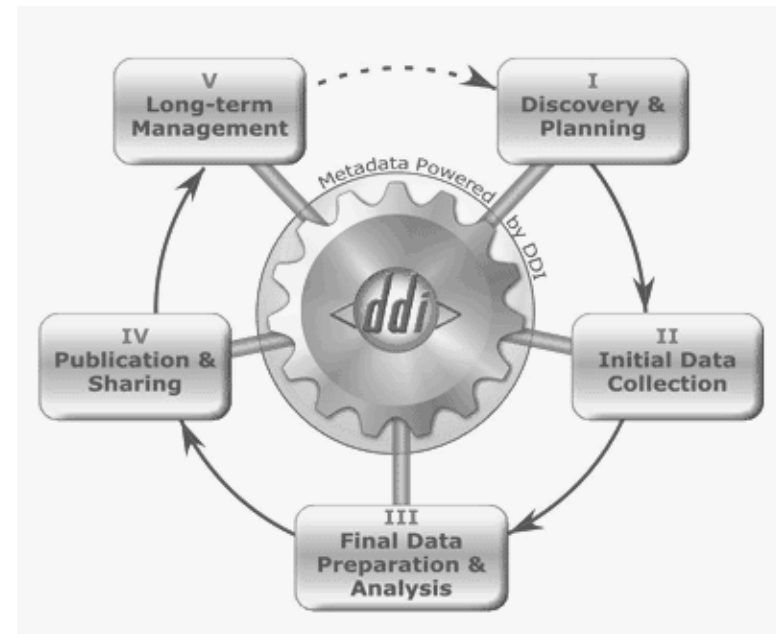 V
Long-term
Management
I
Discovery &
Planning
Metadata Powered by DDI
ddi
IV
Publication &
Sharing
II
Initial Data
Collection
III
Final Data
Preparation &
Analysis